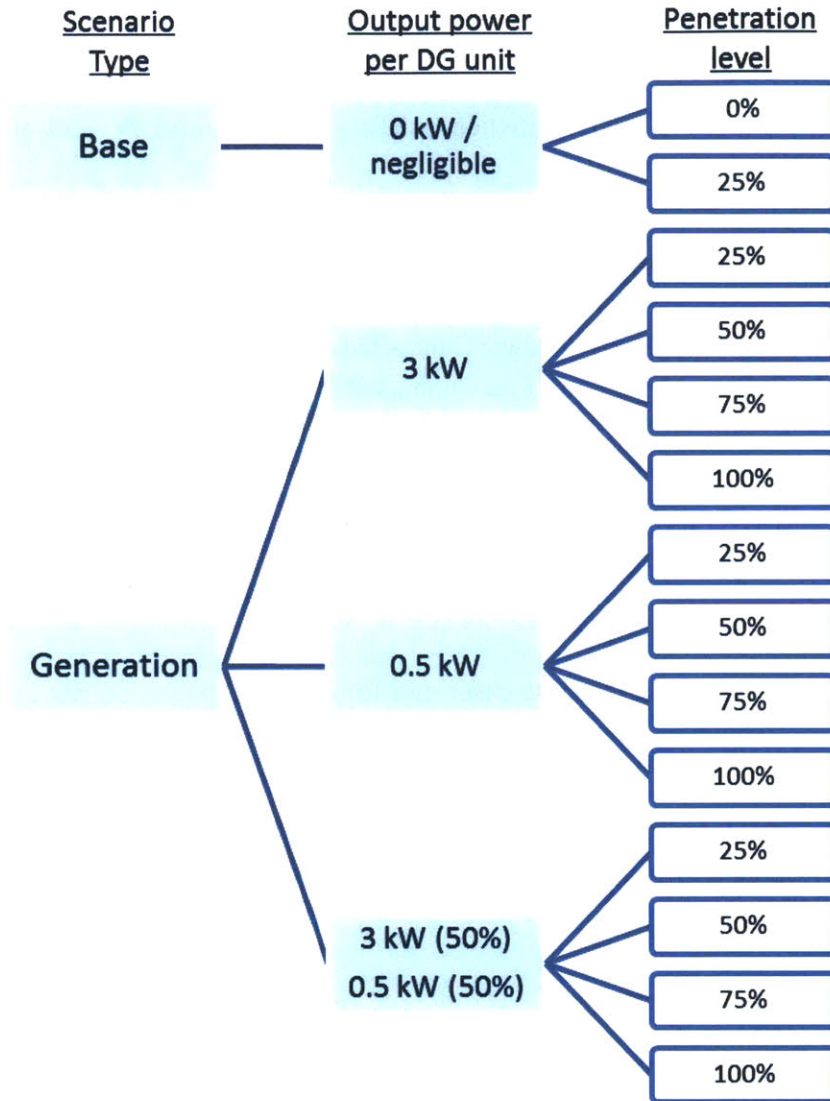 Scenario
Type
Output power
per DG unit
Penetration
level
Base
0 kW /
negligible
0%
25%
Generation
3 kW
25%
50%
75%
100%
0.5 kW
25%
50%
75%
100%
3 kW (50%)
0.5 kW (50%)
25%
50%
75%
100%